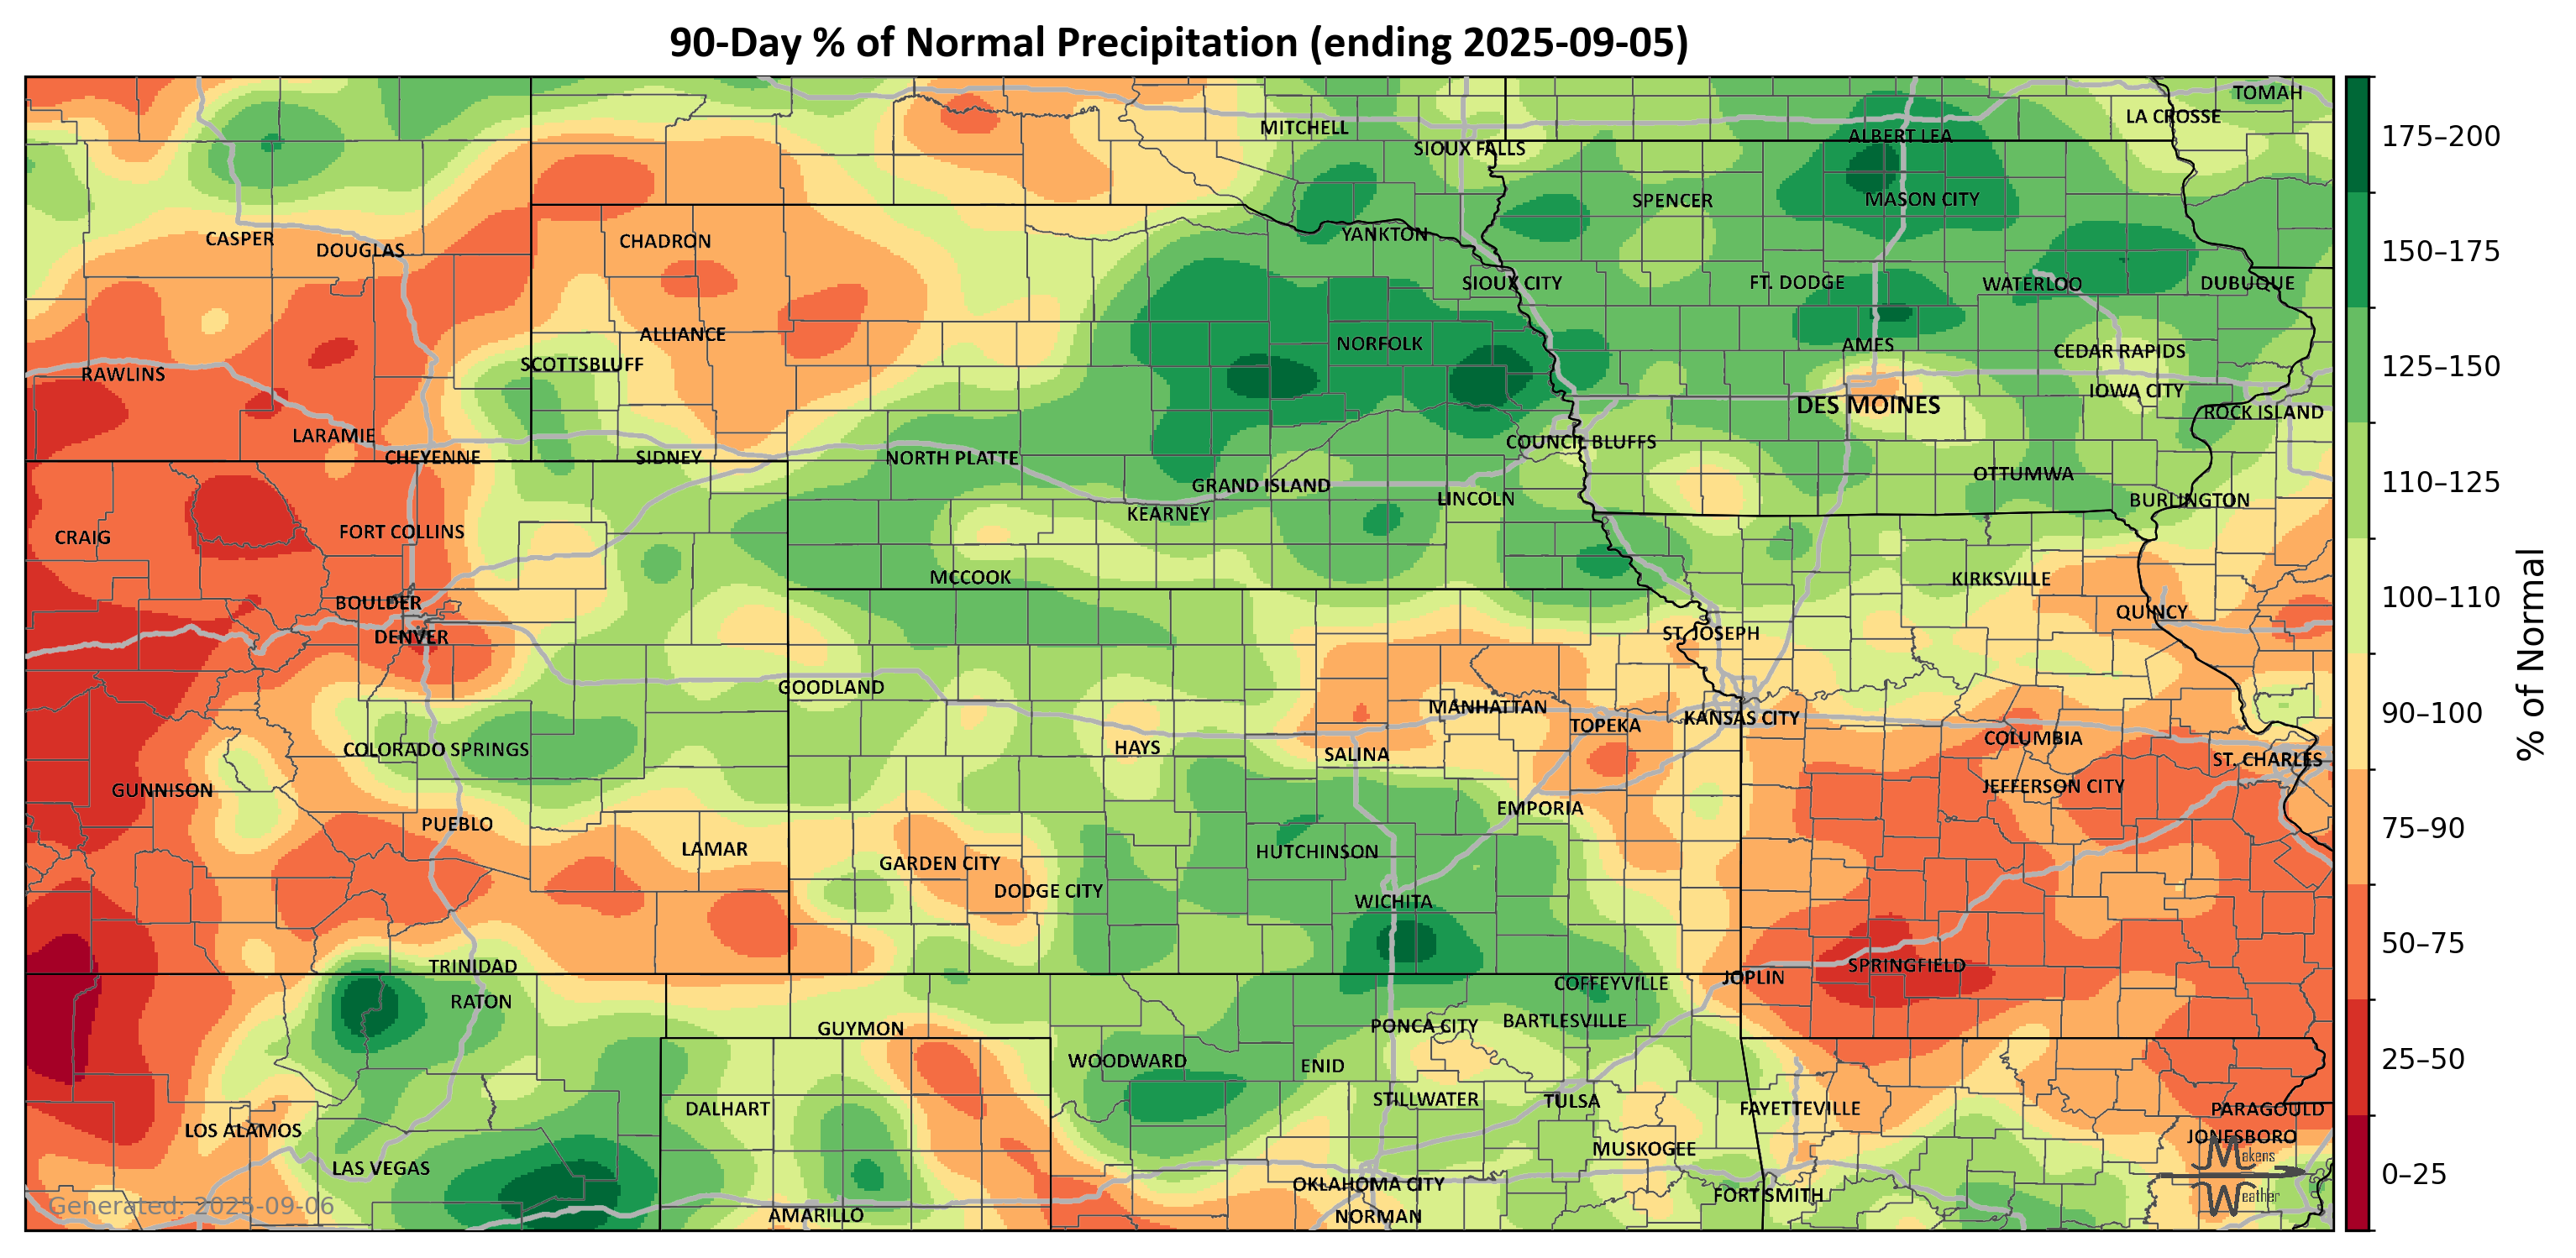 90-Day % of Normal Precipitation (ending 2025-09-05)
TOMAH
LA CROSSE
MITCHELL
ALBERT LEA
SIOUX FALLS
SPENCER
MASON CITY
YANKTON
CASPER
CHADRON
DOUGLAS
SIOUX CITY
FT. DODGE
WATERLOO
DUBUQUE
ALLIANCE
NORFOLK
AMES
CEDAR RAPIDS
SCOTTSBLUFF
RAWLINS
IOWA CITY
DES MOINES
ROCK ISLAND
LARAMIE
COUNCIL BLUFFS
CHEYENNE
SIDNEY
NORTH PLATTE
OTTUMWA
GRAND ISLAND
LINCOLN
BURLINGTON
KEARNEY
FORT COLLINS
CRAIG
MCCOOK
KIRKSVILLE
BOULDER
QUINCY
DENVER
ST. JOSEPH
GOODLAND
MANHATTAN
TOPEKA
KANSAS CITY
COLUMBIA
COLORADO SPRINGS
HAYS
SALINA
ST. CHARLES
GUNNISON
JEFFERSON CITY
EMPORIA
PUEBLO
LAMAR
HUTCHINSON
GARDEN CITY
DODGE CITY
WICHITA
TRINIDAD
SPRINGFIELD
JOPLIN
COFFEYVILLE
RATON
BARTLESVILLE
PONCA CITY
GUYMON
WOODWARD
ENID
STILLWATER
TULSA
DALHART
FAYETTEVILLE
PARAGOULD
LOS ALAMOS
JONESBORO
MUSKOGEE
LAS VEGAS
OKLAHOMA CITY
FORT SMITH
AMARILLO
NORMAN
Generated: 2025-09-06
Makens
Weather
175–200
150–175
125–150
110–125
100–110
90–100
75–90
50–75
25–50
0–25
% of Normal